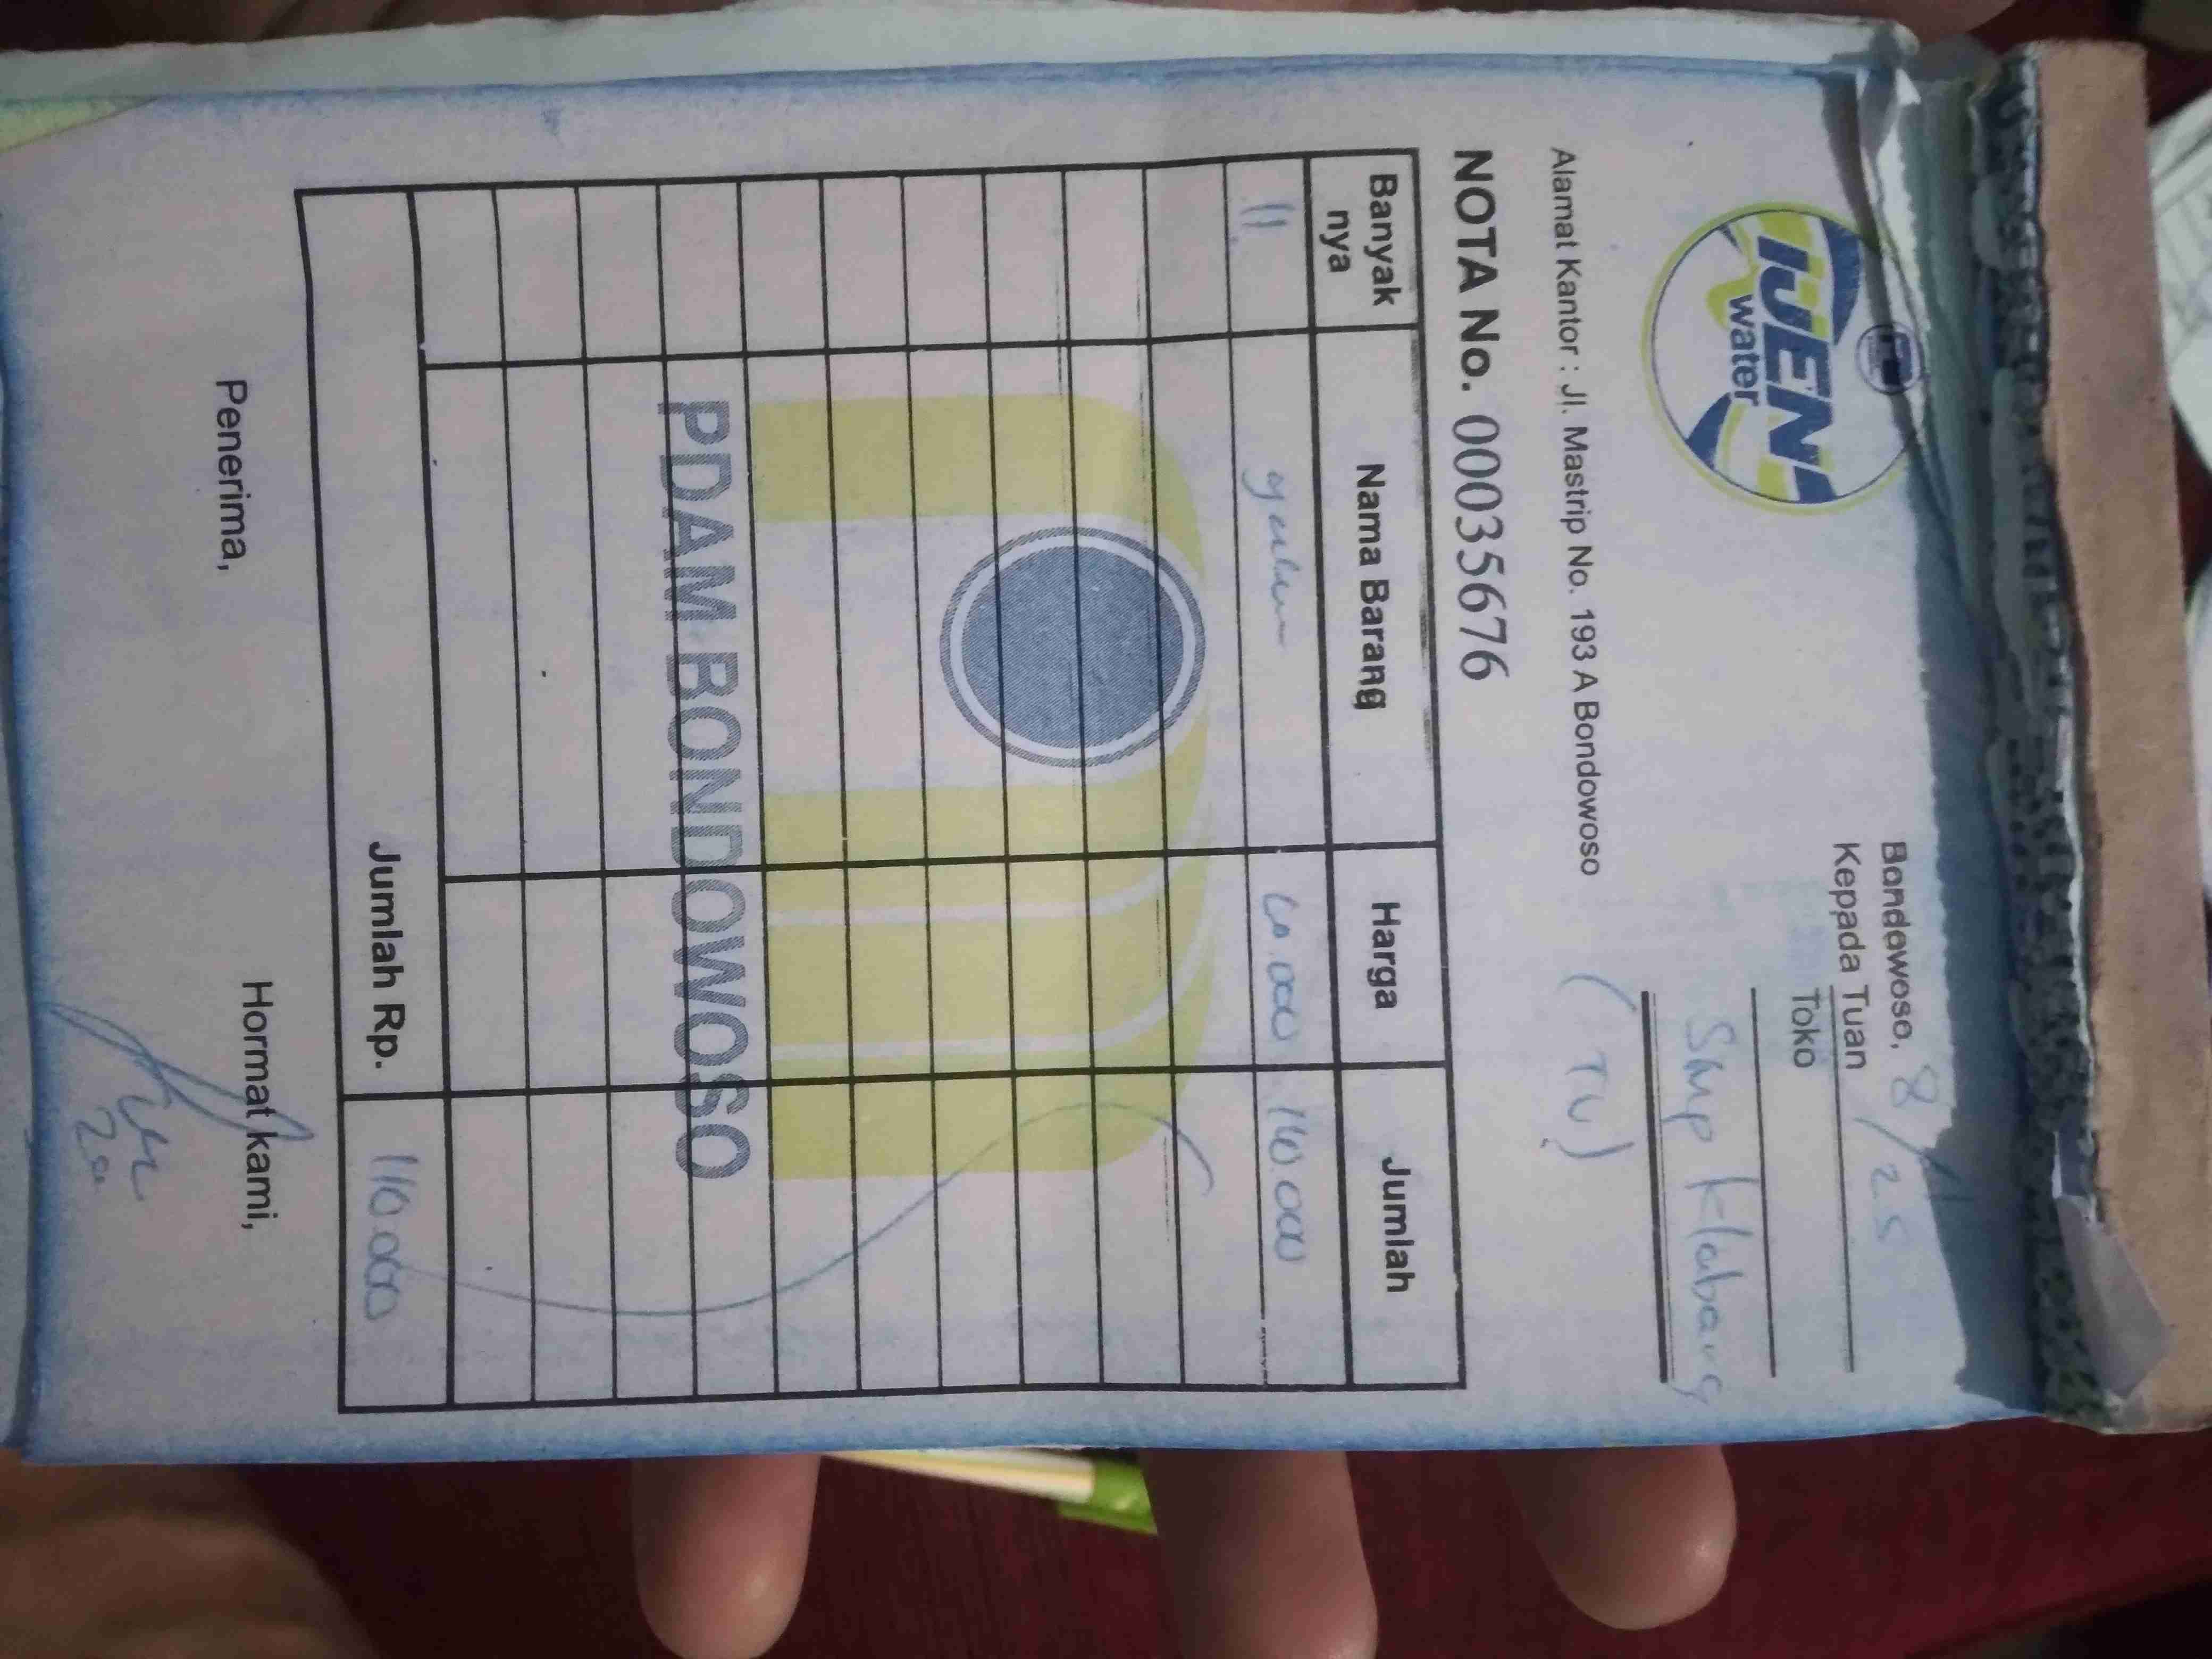 IJEN
water
Bondowoso, 8/11 25
Kepada Tuan
Toko
Smp Klabang
(TU)
Alamat Kantor : Jl. Mastrip No. 193 A Bondowoso
NOTA No. 00035676
Banyak nya Nama Barang Harga Jumlah
11 galon 10.000 110.000
PDAM BONDOWOSO
Jumlah Rp. 110.000
Penerima, Hormat kami,